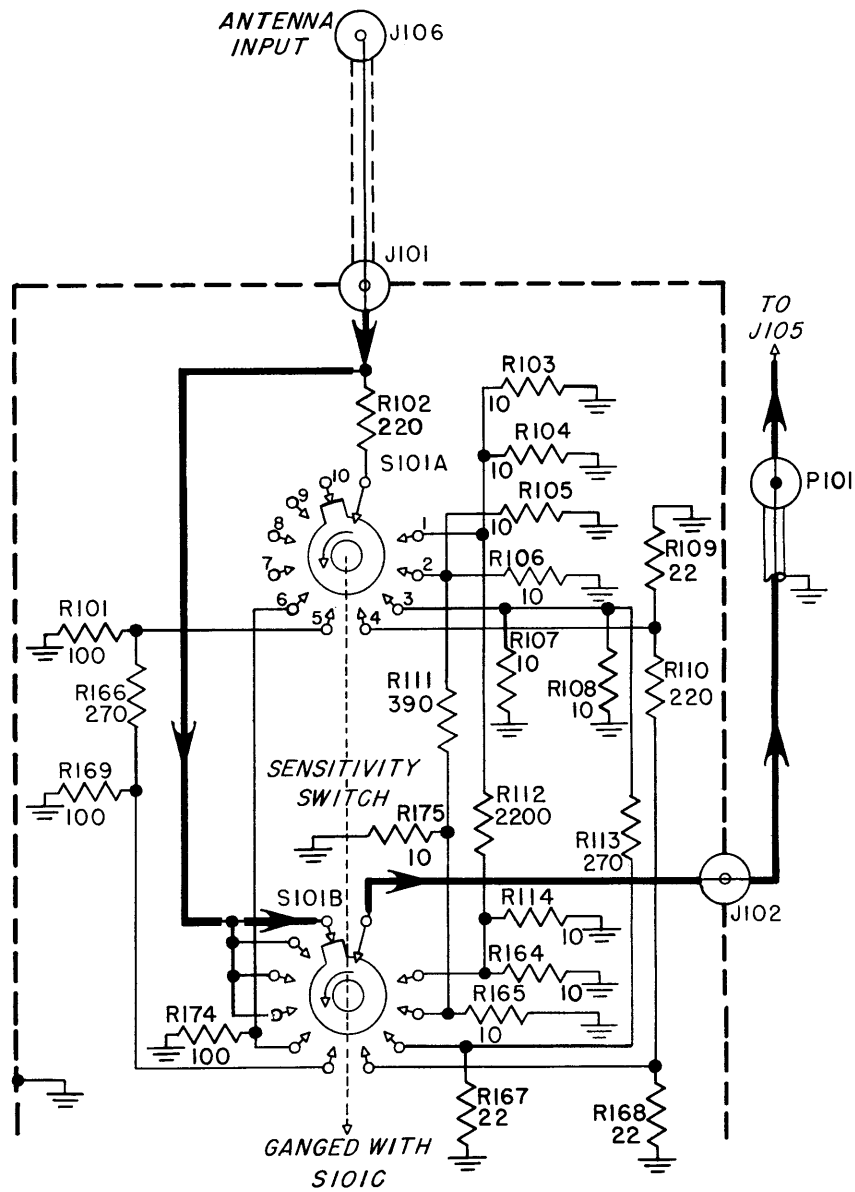 ANTENNA
INPUT
J106
J101
TO
J105
R103
10
R102
220
R104
10
S101A
10
9
R105
10
P101
8
1
R106
10
R109
22
7
2
6
3
5
4
R101
100
R107
10
R108
10
R110
220
R166
270
R111
390
R169
100
SENSITIVITY
SWITCH
R112
2200
R175
10
R113
270
S101B
J102
R114
10
R164
10
R165
10
R174
100
R167
22
R168
22
GANGED WITH
S101C